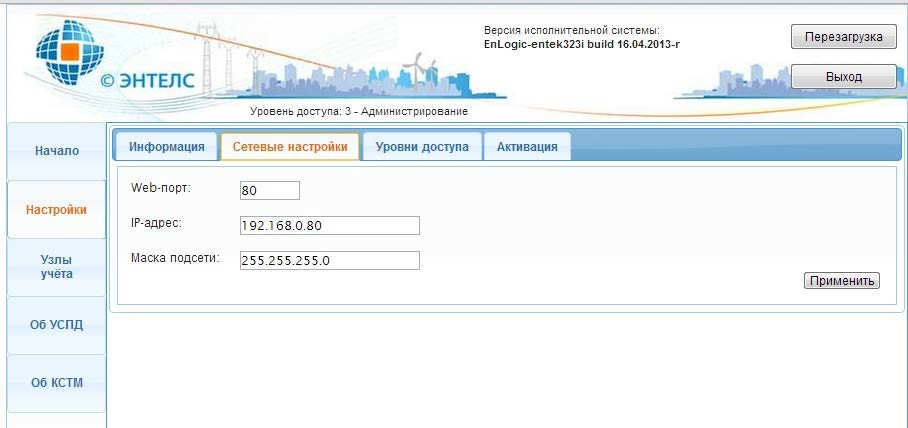 Версия исполнительной системы:
EnLogic-entek323i build 16.04.2013-r
Перезагрузка
Выход
© ЭНТЕЛС
Уровень доступа: 3 - Администрирование
Начало
Настройки
Узлы
учёта
Об УСПД
Об КСТМ
Информация
Сетевые настройки
Уровни доступа
Активация
Web-порт:
80
IP-адрес:
192.168.0.80
Маска подсети:
255.255.255.0
Применить